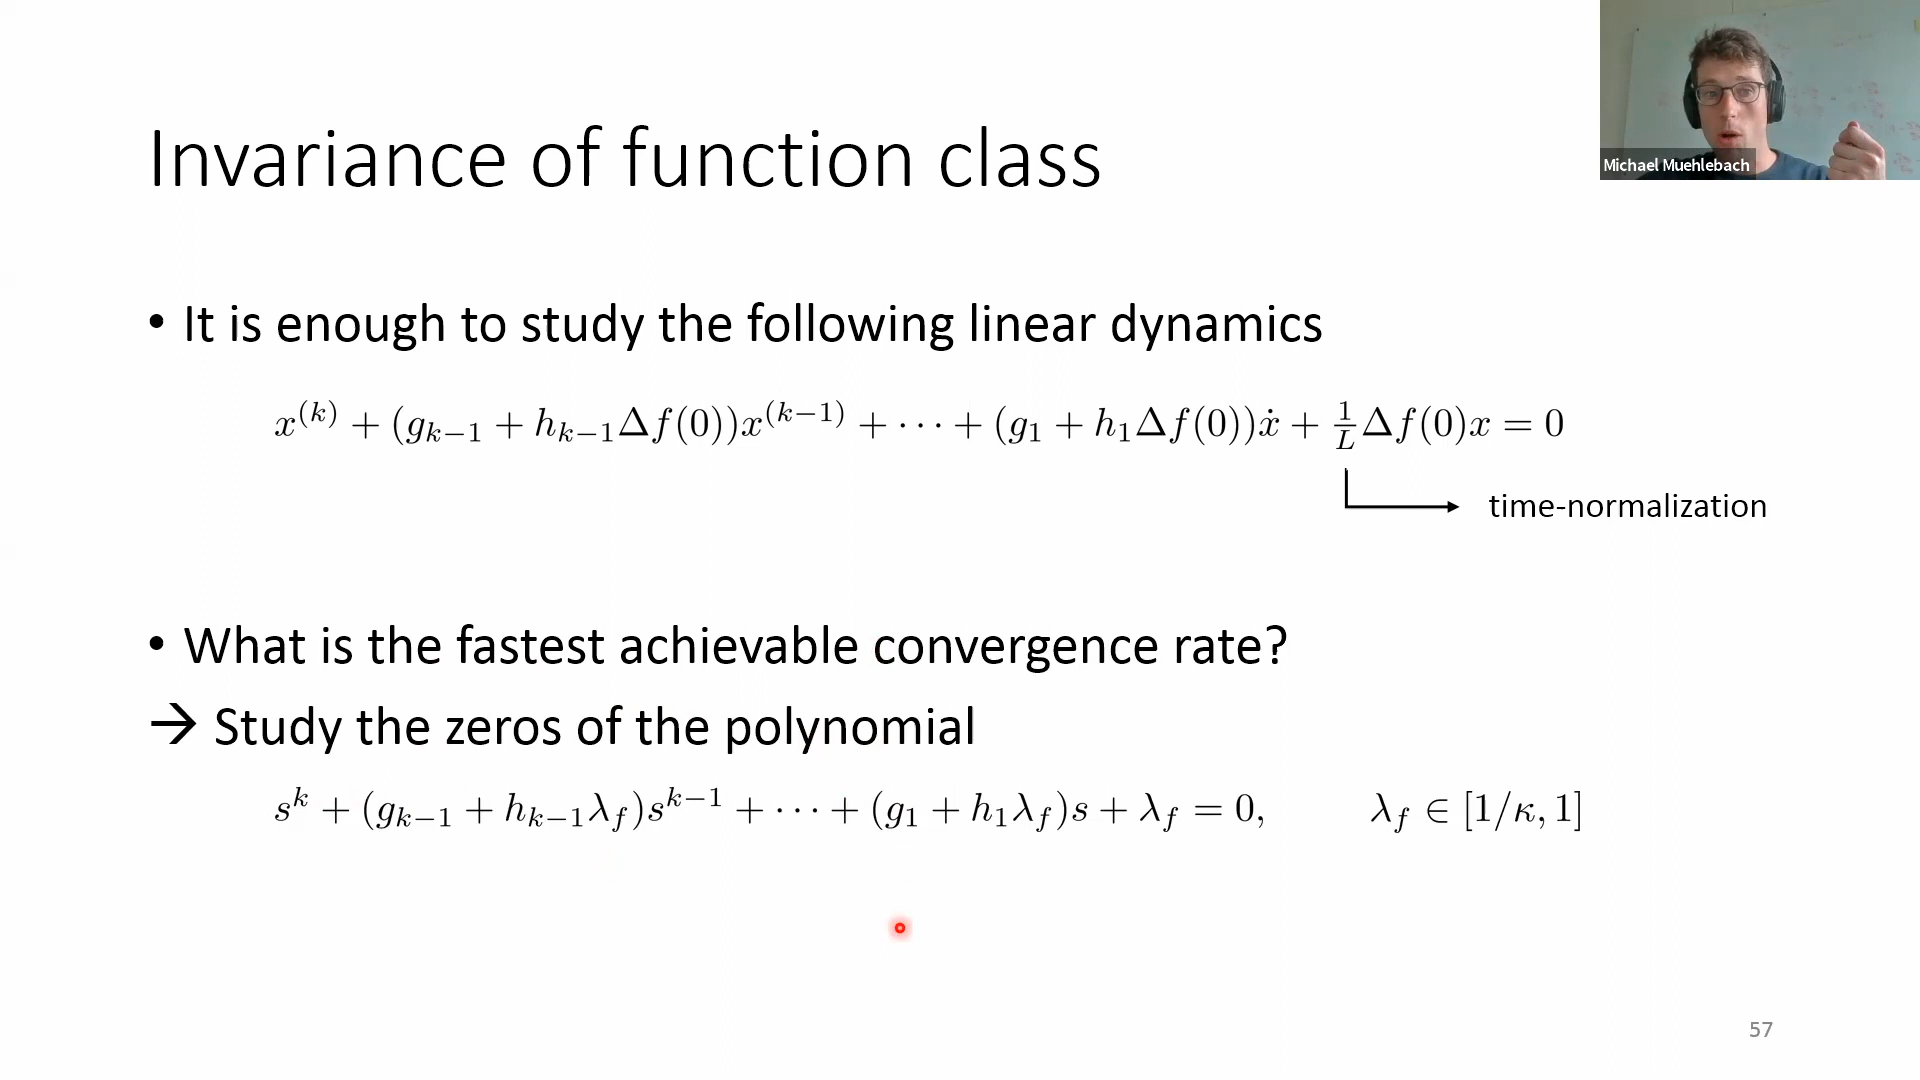 Invariance of function class
Michael Muehlebach
• It is enough to study the following linear dynamics
x^{(k)} + (g_{k−1} + h_{k−1}Δf(0))x^{(k−1)} + ⋯ + (g_1 + h_1Δf(0))ẋ + \frac{1}{L}Δf(0)x = 0
time-normalization
• What is the fastest achievable convergence rate?
→ Study the zeros of the polynomial
s^k + (g_{k−1} + h_{k−1}λ_f)s^{k−1} + ⋯ + (g_1 + h_1λ_f)s + λ_f = 0, λ_f ∈ [1/κ, 1]
57